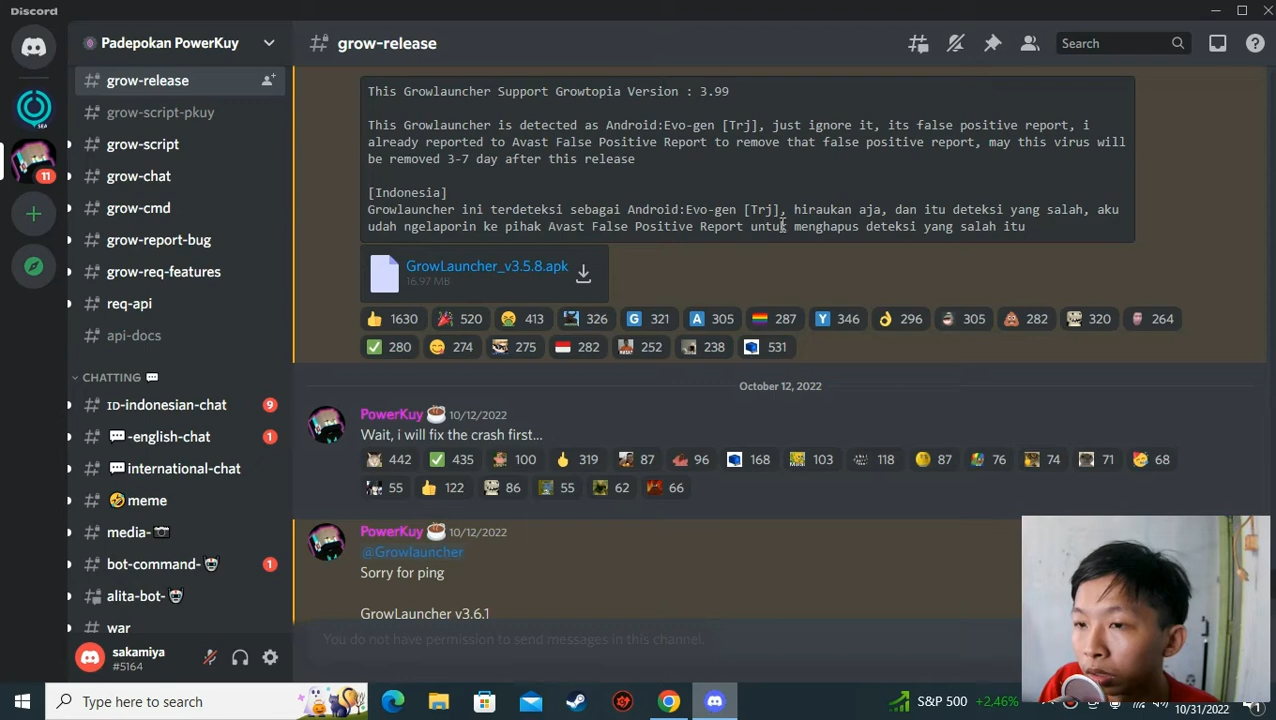 Discord
Padepokan PowerKuy
grow-release
Search
grow-release
grow-script-pkuy
grow-script
grow-chat
grow-cmd
grow-report-bug
grow-req-features
req-api
api-docs
CHATTING
ID-indonesian-chat
9
-english-chat
1
international-chat
meme
media-
bot-command-
1
alita-bot-
war
11
sakamiya
#5164
This Growlauncher Support Growtopia Version : 3.99
This Growlauncher is detected as Android:Evo-gen [Trj], just ignore it, its false positive report, i
already reported to Avast False Positive Report to remove that false positive report, may this virus will
be removed 3-7 day after this release
[Indonesia]
Growlauncher ini terdeteksi sebagai Android:Evo-gen [Trj], hiraukan aja, dan itu deteksi yang salah, aku
udah ngelaporin ke pihak Avast False Positive Report untuk menghapus deteksi yang salah itu
GrowLauncher_v3.5.8.apk
16.97 MB
1630 520 413 326 G 321 A 305 287 Y 346 296 305 282 320 264
280 274 275 282 252 238 531
October 12, 2022
PowerKuy 10/12/2022
Wait, i will fix the crash first...
442 435 100 319 87 96 168 103 118 87 76 74 71 68
55 122 86 55 62 66
PowerKuy 10/12/2022
@Growlauncher
Sorry for ping
GrowLauncher v3.6.1
You do not have permission to send messages in this channel.
Type here to search
S&P 500 +2,46%
10/31/2022
1